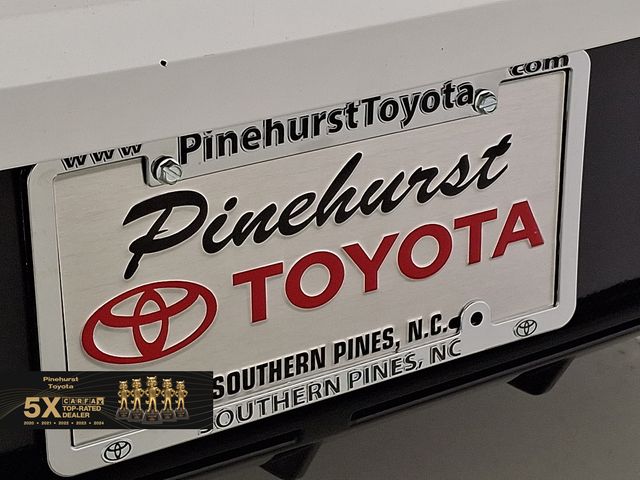 www PinehurstToyota com
Pinehurst
TOYOTA
SOUTHERN PINES, N.C.
SOUTHERN PINES, NC
Pinehurst
Toyota
5X CARFAX
TOP-RATED
DEALER
2020 • 2021 • 2022 • 2023 • 2024